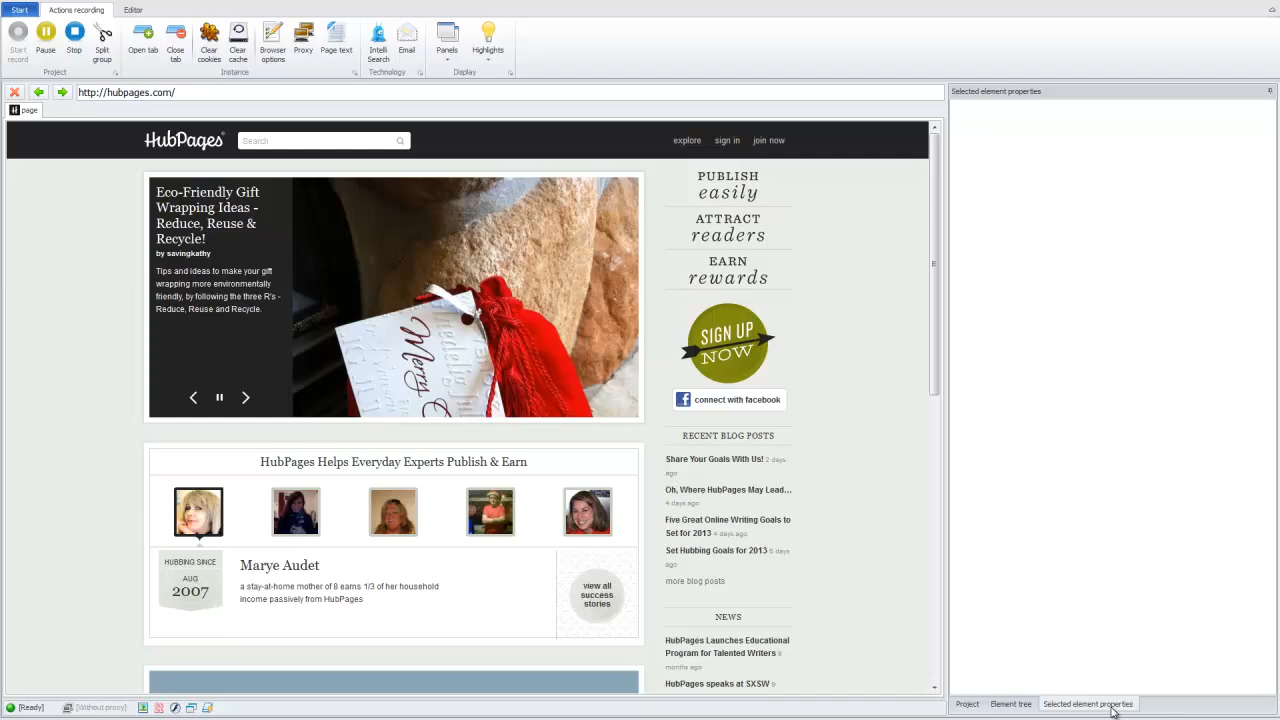 Start Actions recording Editor
Start record Pause Stop Split group Open tab Close tab Clear cookies Clear cache Browser options Proxy Page text Intelli Search Email Panels Highlights
Project Instance Technology Display
http://hubpages.com/
Selected element properties
page
HubPages Search explore sign in join now
Eco-Friendly Gift
Wrapping Ideas -
Reduce, Reuse &
Recycle!
by savingkathy
Tips and ideas to make your gift
wrapping more environmentally
friendly, by following the three R's -
Reduce, Reuse and Recycle.
Merry
PUBLISH
easily
ATTRACT
readers
EARN
rewards
SIGN UP
NOW
connect with facebook
RECENT BLOG POSTS
Share Your Goals With Us! 2 days
ago
Oh, Where HubPages May Lead...
4 days ago
Five Great Online Writing Goals to
Set for 2013 4 days ago
Set Hubbing Goals for 2013 6 days
ago
more blog posts
NEWS
HubPages Launches Educational
Program for Talented Writers 8
months ago
HubPages speaks at SXSW 9
HubPages Helps Everyday Experts Publish & Earn
HUBBING SINCE
AUG
2007
Marye Audet
a stay-at-home mother of 8 earns 1/3 of her household
income passively from HubPages
view all
success
stories
[Ready] [Without proxy]
Project Element tree Selected element properties